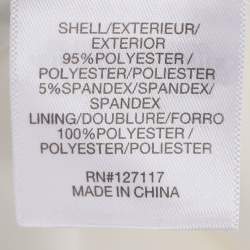 SHELL/EXTERIEUR/
EXTERIOR
95%POLYESTER/
POLYESTER/POLIESTER
5%SPANDEX/SPANDEX/
SPANDEX
LINING/DOUBLURE/FORRO
100%POLYESTER/
POLYESTER/POLIESTER
RN#127117
MADE IN CHINA